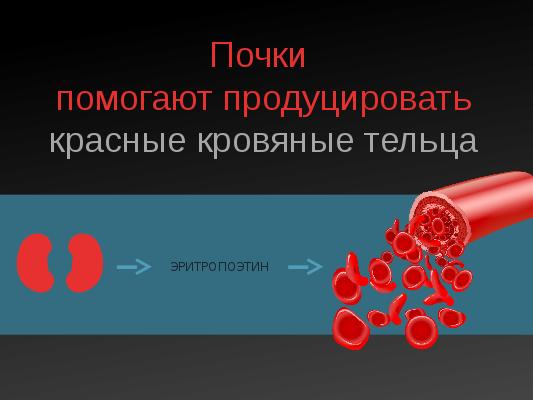 Почки
помогают продуцировать
красные кровяные тельца
ЭРИТРОПОЭТИН